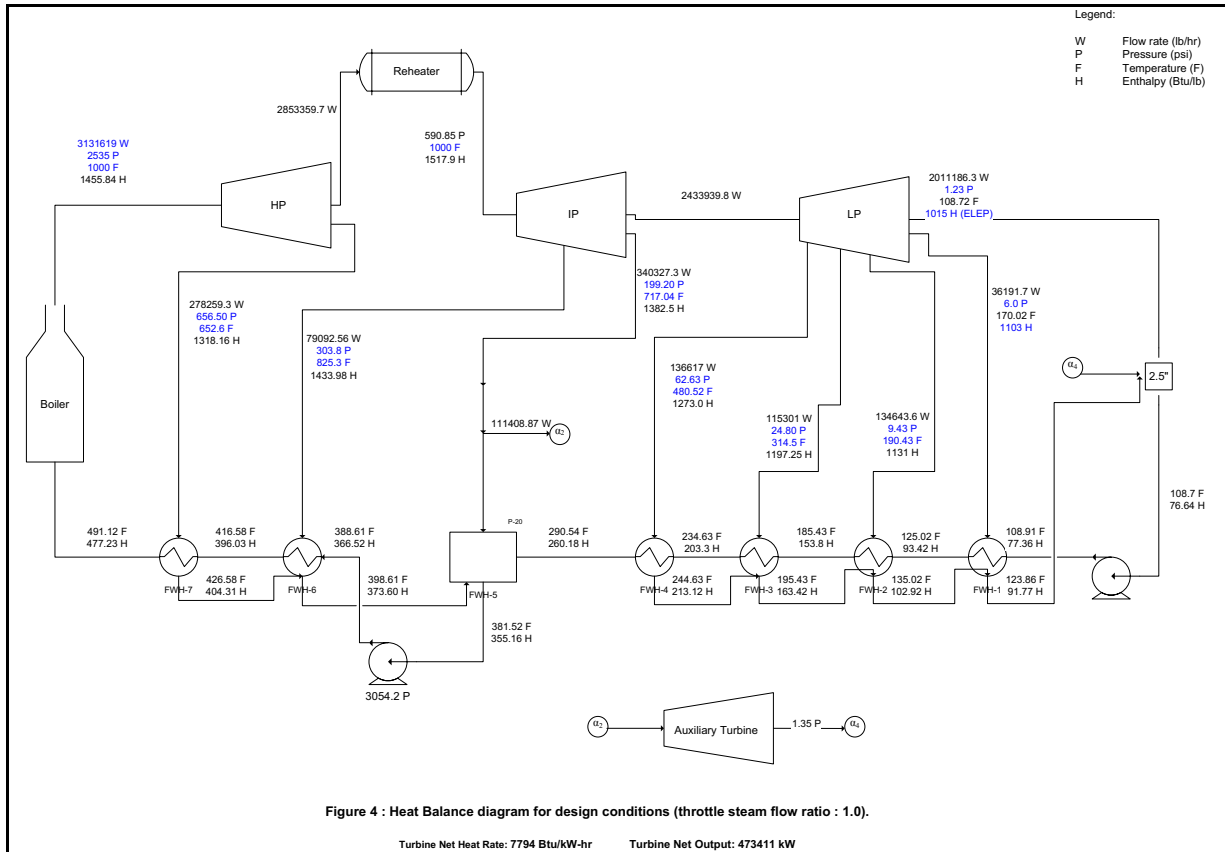 Legend:
W Flow rate (lb/hr)
P Pressure (psi)
F Temperature (F)
H Enthalpy (Btu/lb)
Reheater
2853359.7 W
590.85 P
1000 F
1517.9 H
3131619 W
2535 P
1000 F
1455.84 H
HP
IP
2433939.8 W
LP
2011186.3 W
1.23 P
108.72 F
1015 H (ELEP)
278259.3 W
656.50 P
652.6 F
1318.16 H
79092.56 W
303.8 P
825.3 F
1433.98 H
340327.3 W
199.20 P
717.04 F
1382.5 H
136617 W
62.63 P
480.52 F
1273.0 H
115301 W
24.80 P
314.5 F
1197.25 H
134643.6 W
9.43 P
190.43 F
1131 H
36191.7 W
6.0 P
170.02 F
1103 H
α4
2.5"
Boiler
111408.87 W
α2
108.7 F
76.64 H
491.12 F
477.23 H
416.58 F
396.03 H
388.61 F
366.52 H
P-20
290.54 F
260.18 H
234.63 F
203.3 H
185.43 F
153.8 H
125.02 F
93.42 H
108.91 F
77.36 H
FWH-7
426.58 F
404.31 H
FWH-6
398.61 F
373.60 H
FWH-5
FWH-4
244.63 F
213.12 H
FWH-3
195.43 F
163.42 H
FWH-2
135.02 F
102.92 H
FWH-1
123.86 F
91.77 H
381.52 F
355.16 H
3054.2 P
α2
Auxiliary Turbine
1.35 P
α4
Figure 4 : Heat Balance diagram for design conditions (throttle steam flow ratio : 1.0).
Turbine Net Heat Rate: 7794 Btu/kW-hr Turbine Net Output: 473411 kW